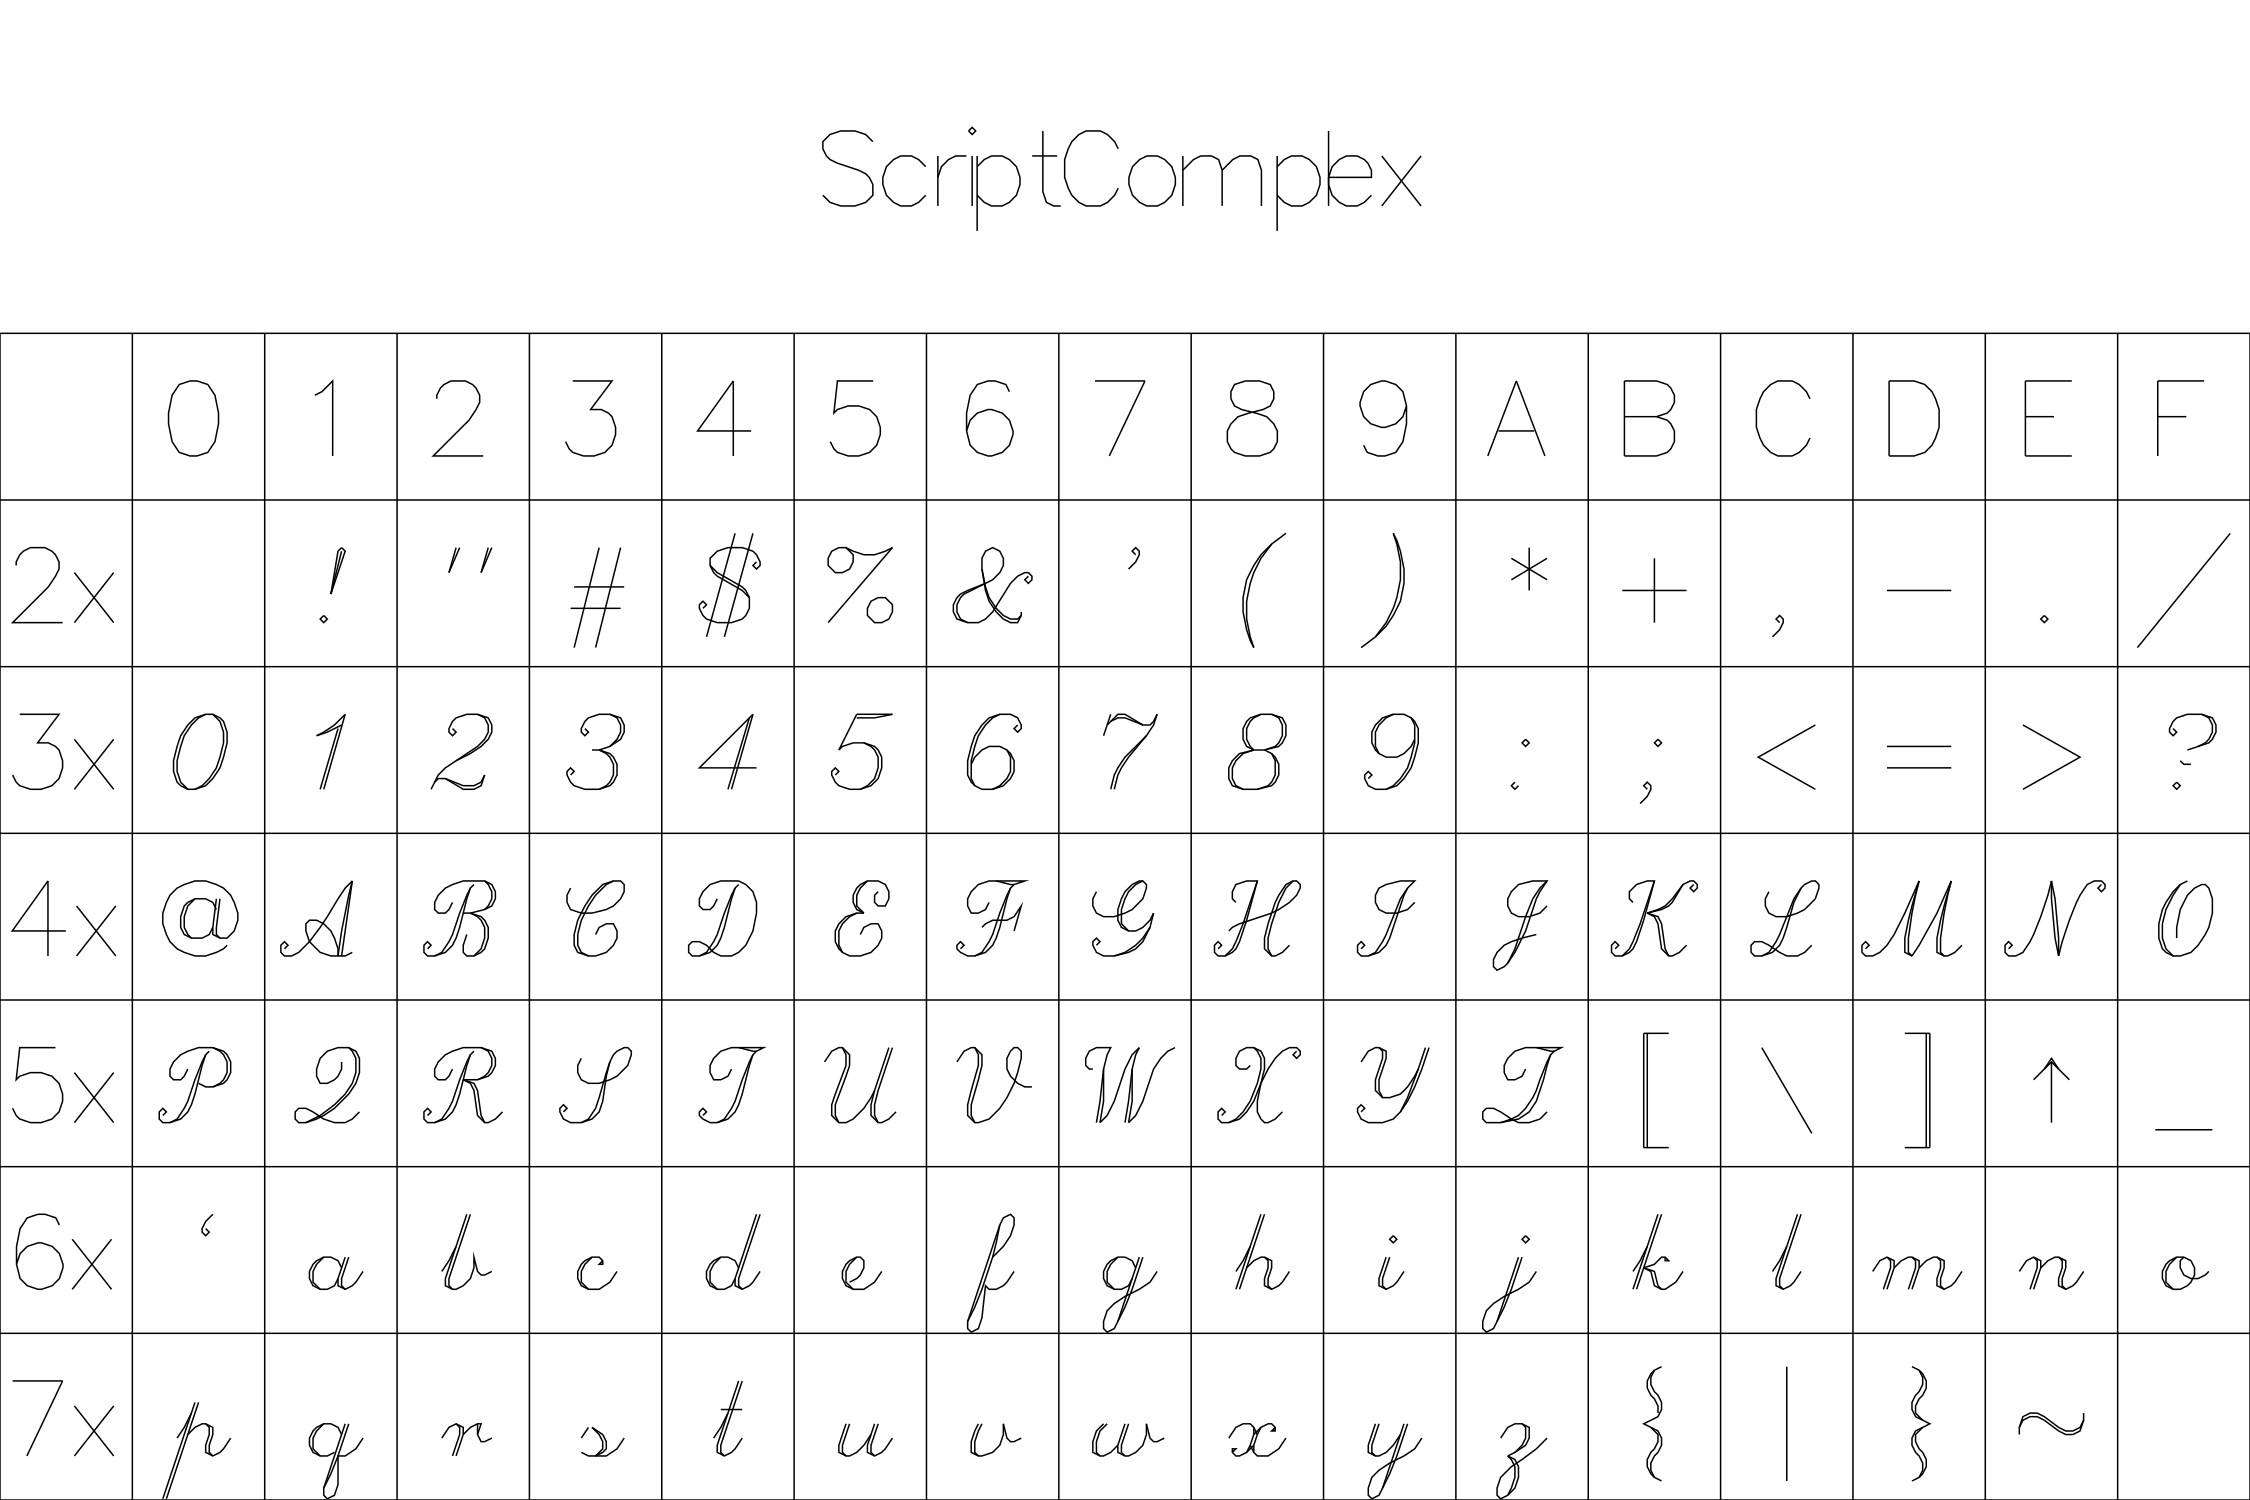 ScriptComplex
0 1 2 3 4 5 6 7 8 9 A B C D E F
2x ! " # $ % & ’ ( ) * + , - . /
3x 0 1 2 3 4 5 6 7 8 9 : ; < = > ?
4x @ A B C D E F G H I J K L M N O
5x P Q R S T U V W X Y Z [ \ ] ↑ _
6x ‘ a b c d e f g h i j k l m n o
7x p q r s t u v w x y z { | } ~